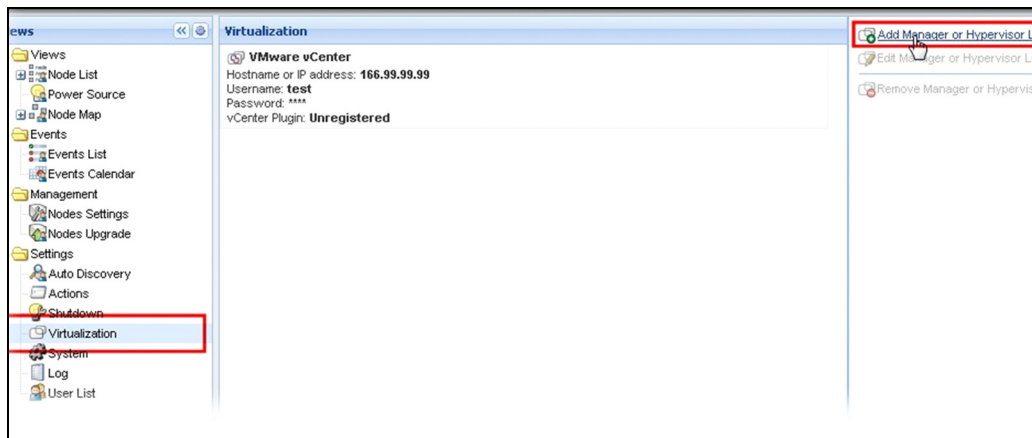 ews
Views
Node List
Power Source
Node Map
Events
Events List
Events Calendar
Management
Nodes Settings
Nodes Upgrade
Settings
Auto Discovery
Actions
Shutdown
Virtualization
System
Log
User List
Virtualization
VMware vCenter
Hostname or IP address: 166.99.99.99
Username: test
Password: ****
vCenter Plugin: Unregistered
Add Manager or Hypervisor L
Edit Manager or Hypervisor L
Remove Manager or Hypervis